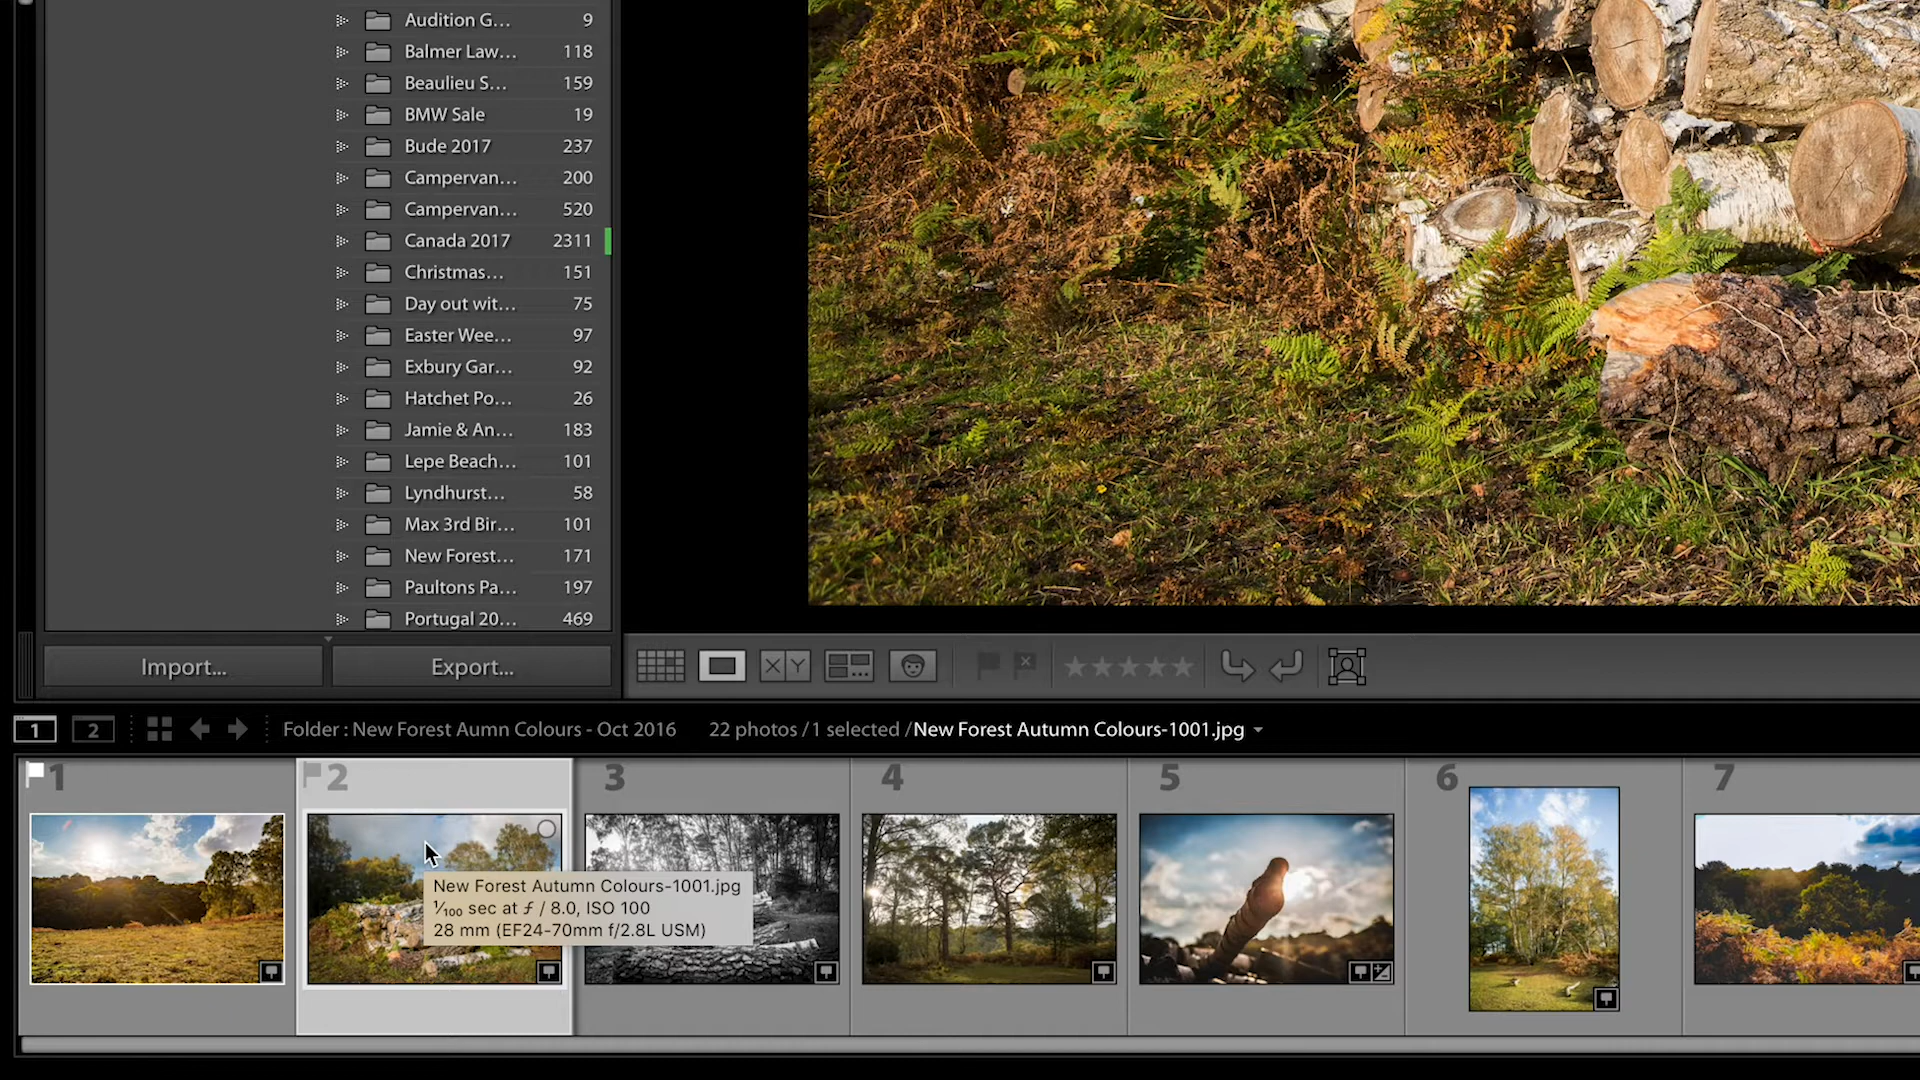 Audition G... 9
Balmer Law... 118
Beaulieu S... 159
BMW Sale 19
Bude 2017 237
Campervan... 200
Campervan... 520
Canada 2017 2311
Christmas... 151
Day out wit... 75
Easter Wee... 97
Exbury Gar... 92
Hatchet Po... 26
Jamie & An... 183
Lepe Beach... 101
Lyndhurst... 58
Max 3rd Bir... 101
New Forest... 171
Paultons Pa... 197
Portugal 20... 469
Import... Export...
X Y
1 2 Folder : New Forest Aumn Colours - Oct 2016 22 photos / 1 selected / New Forest Autumn Colours-1001.jpg
1 2 3 4 5 6 7
New Forest Autumn Colours-1001.jpg
1/100 sec at ƒ / 8.0, ISO 100
28 mm (EF24-70mm f/2.8L USM)